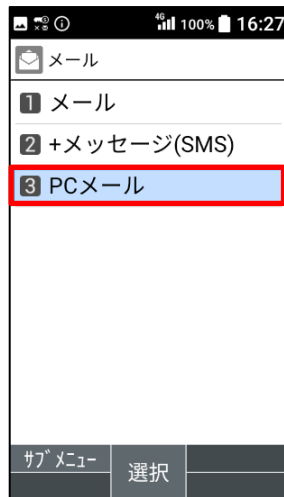 4G 100% 16:27
メール
1 メール
2 +メッセージ(SMS)
3 PCメール
ｻﾌﾞﾒﾆｭｰ 選択